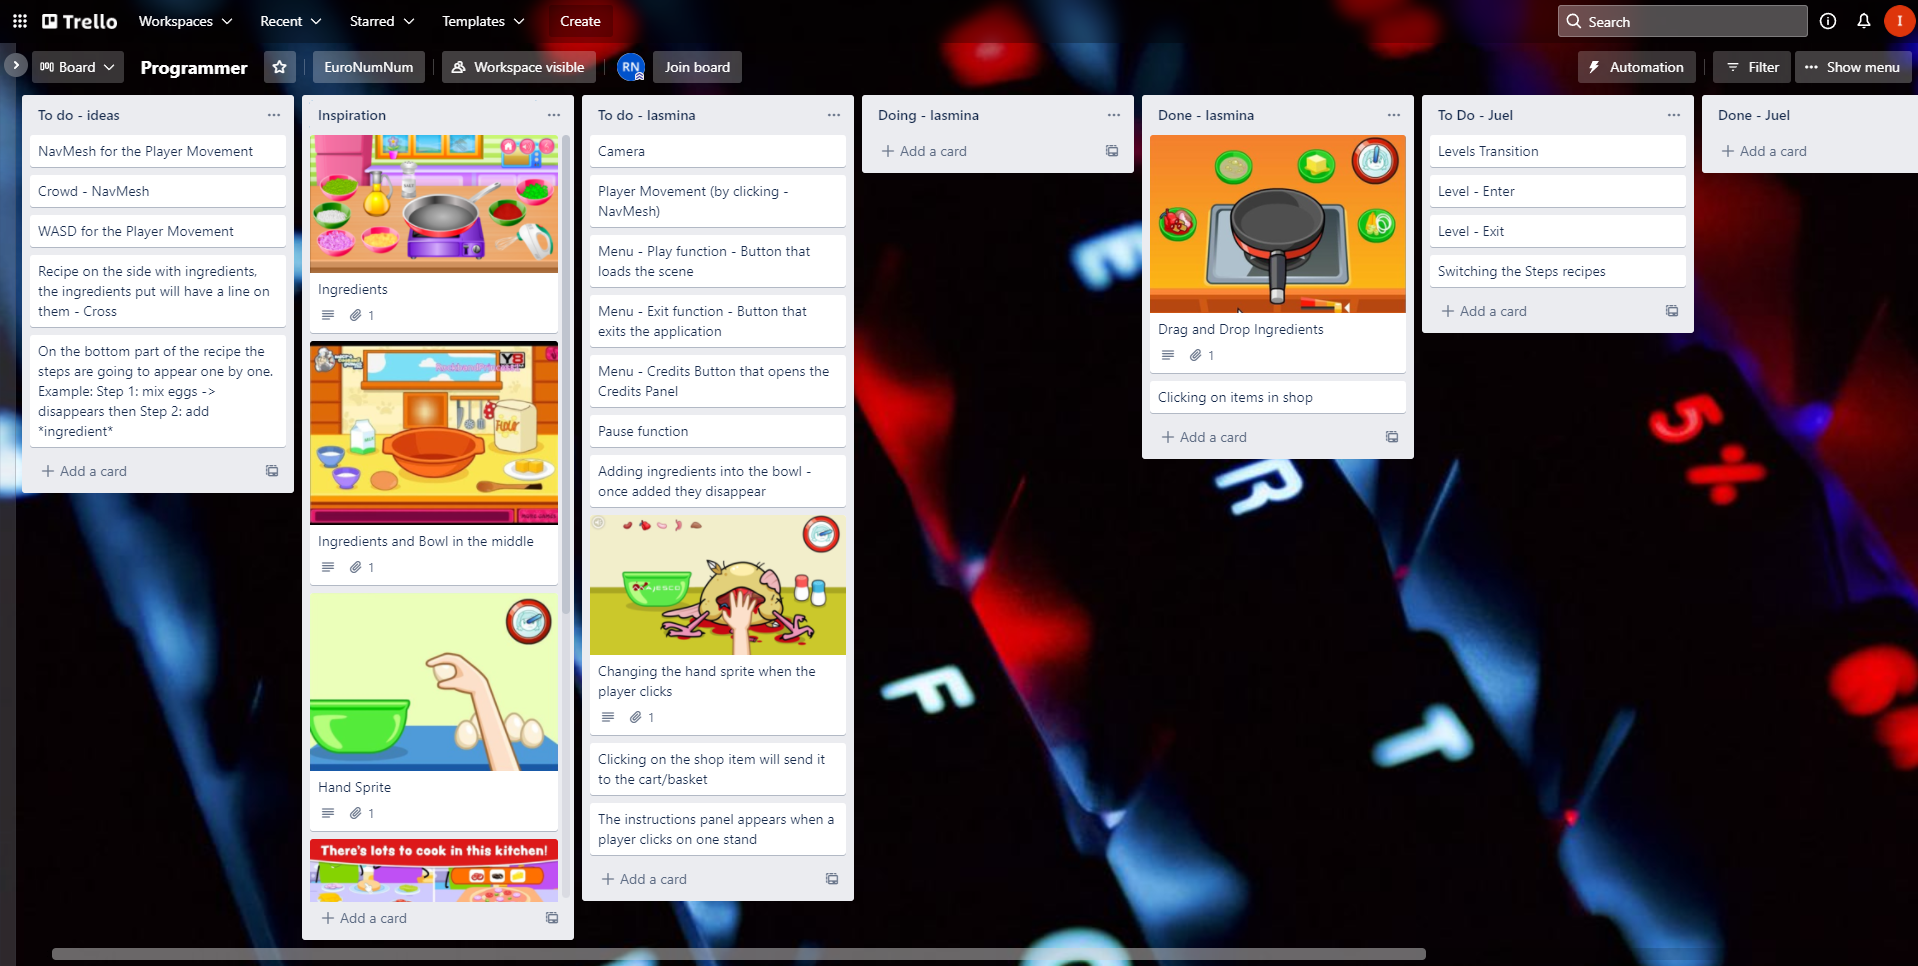 Trello
Workspaces
Recent
Starred
Templates
Create
Search
I
Board
Programmer
EuroNumNum
Workspace visible
RN
Join board
Automation
Filter
Show menu
To do - ideas
NavMesh for the Player Movement
Crowd - NavMesh
WASD for the Player Movement
Recipe on the side with ingredients,
the ingredients put will have a line on
them - Cross
On the bottom part of the recipe the
steps are going to appear one by one.
Example: Step 1: mix eggs ->
disappears then Step 2: add
*ingredient*
Add a card
Inspiration
Ingredients
1
Y8
Flour
Ingredients and Bowl in the middle
1
Hand Sprite
1
There's lots to cook in this kitchen!
Add a card
To do - Iasmina
Camera
Player Movement (by clicking -
NavMesh)
Menu - Play function - Button that
loads the scene
Menu - Exit function - Button that
exits the application
Menu - Credits Button that opens the
Credits Panel
Pause function
Adding ingredients into the bowl -
once added they disappear
MAJESCO
Changing the hand sprite when the
player clicks
1
Clicking on the shop item will send it
to the cart/basket
The instructions panel appears when a
player clicks on one stand
Add a card
Doing - Iasmina
Add a card
Done - Iasmina
Drag and Drop Ingredients
1
Clicking on items in shop
Add a card
To Do - Juel
Levels Transition
Level - Enter
Level - Exit
Switching the Steps recipes
Add a card
Done - Juel
Add a card
E
R
F
T
5
÷